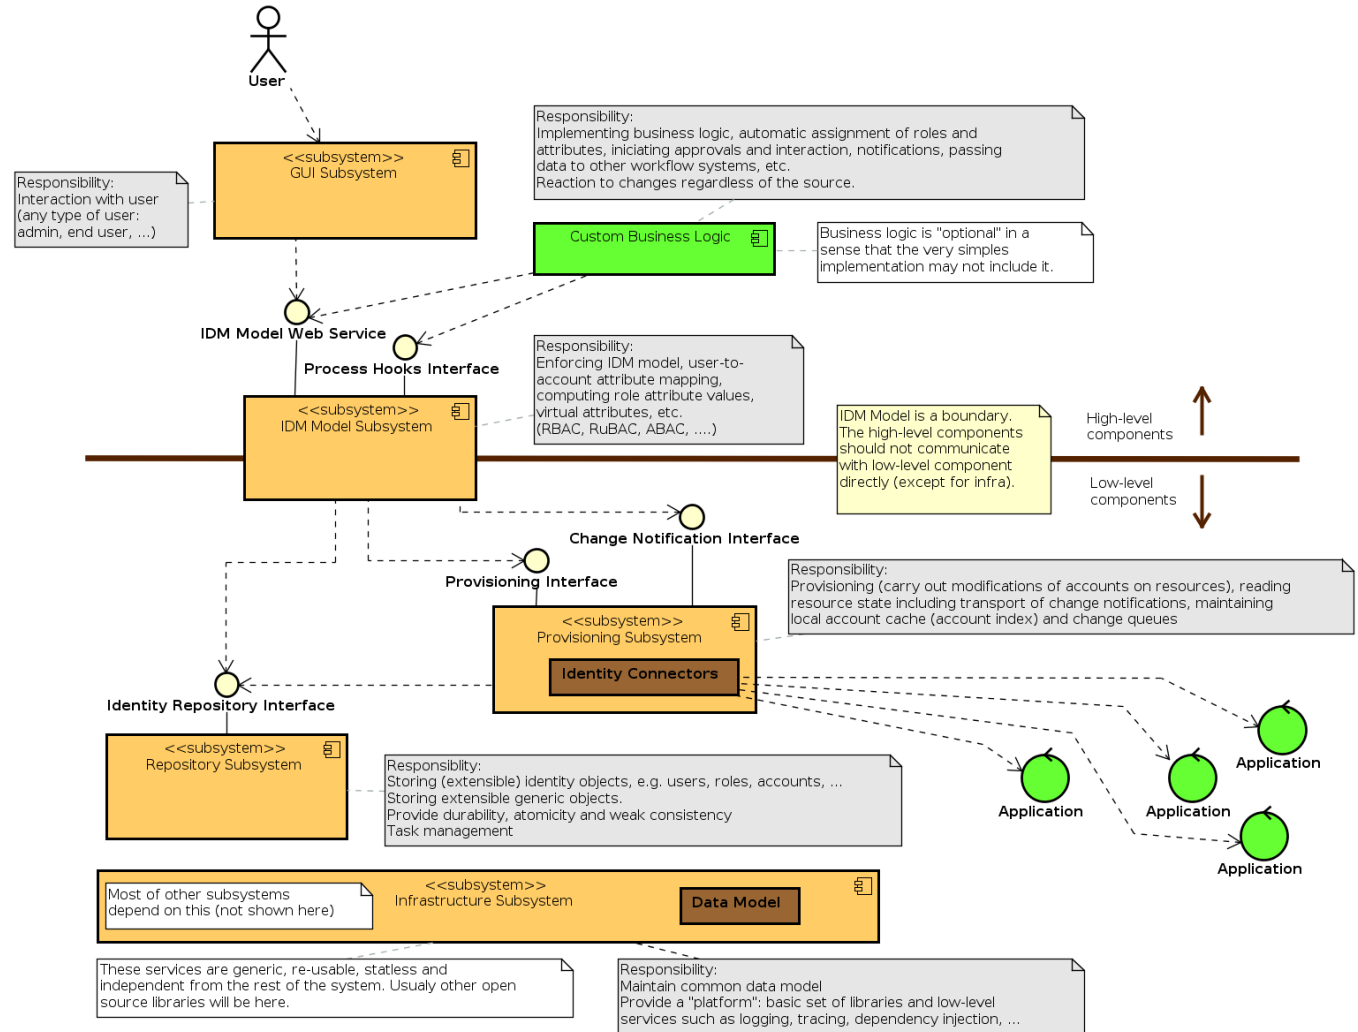 User
Responsibility:
Implementing business logic, automatic assignment of roles and
attributes, iniciating approvals and interaction, notifications, passing
data to other workflow systems, etc.
Reaction to changes regardless of the source.
<<subsystem>>
GUI Subsystem
Responsibility:
Interaction with user
(any type of user:
admin, end user, ...)
Custom Business Logic
Business logic is "optional" in a
sense that the very simples
implementation may not include it.
IDM Model Web Service
Process Hooks Interface
Responsibility:
Enforcing IDM model, user-to-
account attribute mapping,
computing role attribute values,
virtual attributes, etc.
(RBAC, RuBAC, ABAC, ....)
<<subsystem>>
IDM Model Subsystem
IDM Model is a boundary.
The high-level components
should not communicate
with low-level component
directly (except for infra).
High-level
components
Low-level
components
Change Notification Interface
Provisioning Interface
Responsibility:
Provisioning (carry out modifications of accounts on resources), reading
resource state including transport of change notifications, maintaining
local account cache (account index) and change queues
<<subsystem>>
Provisioning Subsystem
Identity Connectors
Identity Repository Interface
<<subsystem>>
Repository Subsystem
Responsiblity:
Storing (extensible) identity objects, e.g. users, roles, accounts, ...
Storing extensible generic objects.
Provide durability, atomicity and weak consistency
Task management
Application
Application
Application
Application
<<subsystem>>
Infrastructure Subsystem
Most of other subsystems
depend on this (not shown here)
Data Model
These services are generic, re-usable, statless and
independent from the rest of the system. Usualy other open
source libraries will be here.
Responsibility:
Maintain common data model
Provide a "platform": basic set of libraries and low-level
services such as logging, tracing, dependency injection, ...